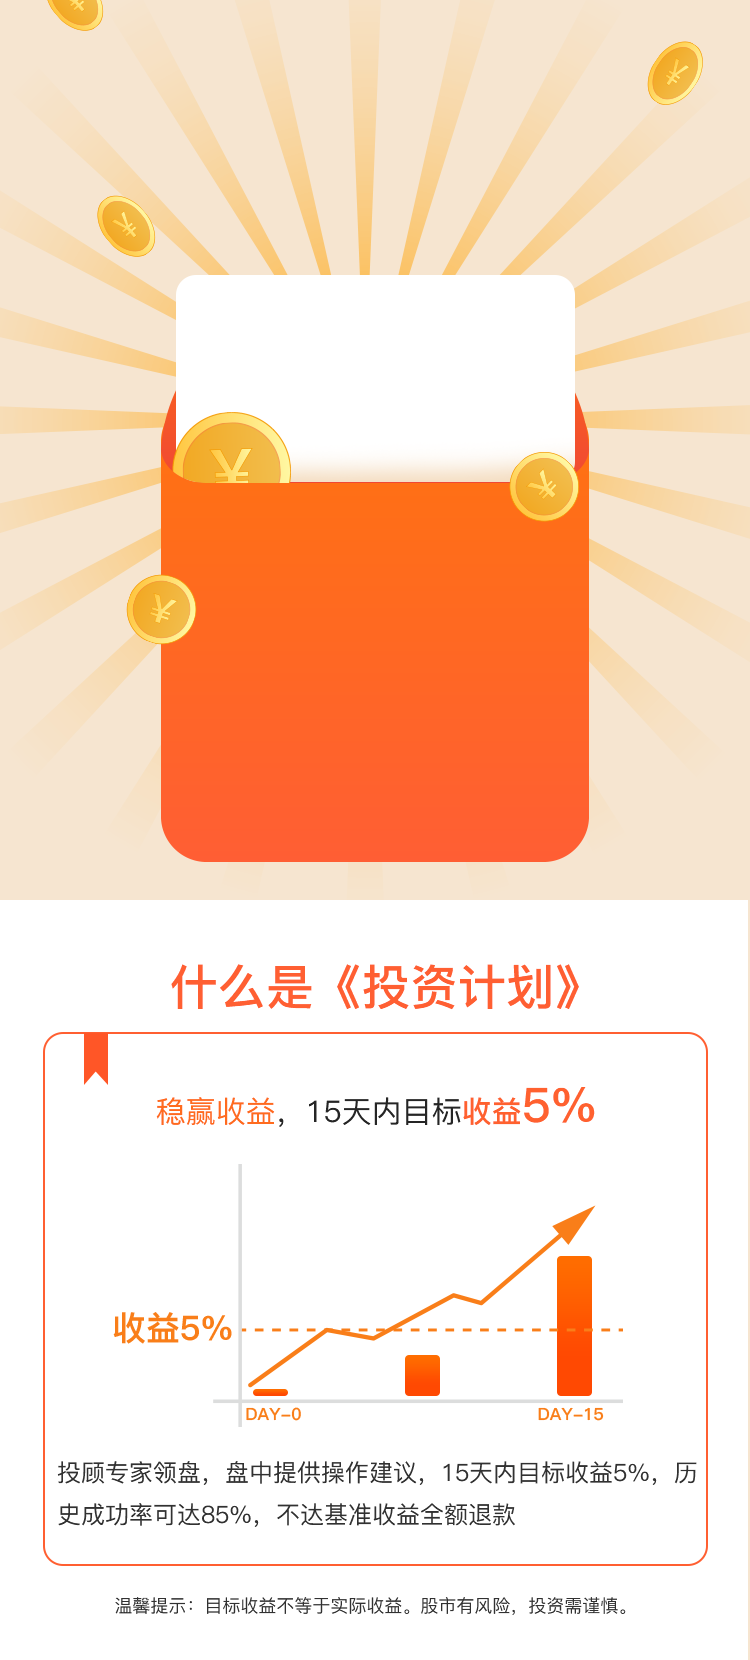 什么是《投资计划》
稳赢收益，15天内目标收益5%
收益5%
DAY-0
DAY-15
投顾专家领盘，盘中提供操作建议，15天内目标收益5%，历
史成功率可达85%，不达基准收益全额退款
温馨提示：目标收益不等于实际收益。股市有风险，投资需谨慎。